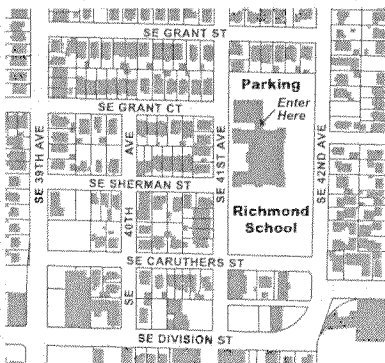 SE GRANT ST
Parking
Enter
Here
SE GRANT CT
SE 39TH AVE
SE 40TH AVE
SE 41ST AVE
SE 42ND AVE
SE SHERMAN ST
Richmond
School
SE CARUTHERS ST
SE DIVISION ST